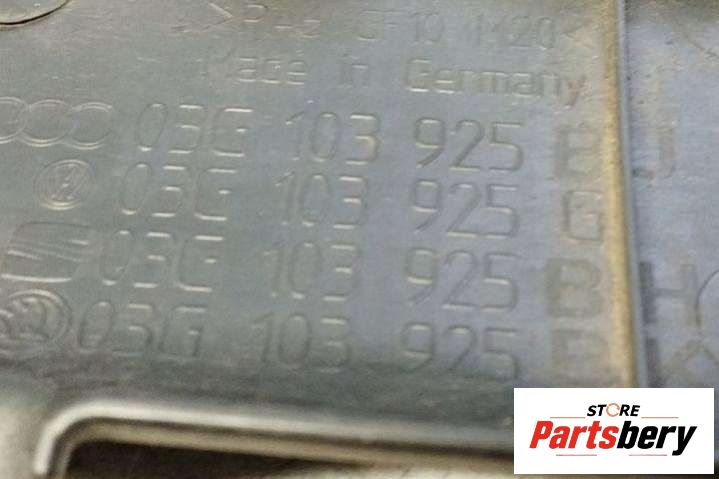 Made in Germany
03G 103 925
03G 103 925 G
03G 103 925 B H
03G 103 925
STORE
Partsbery